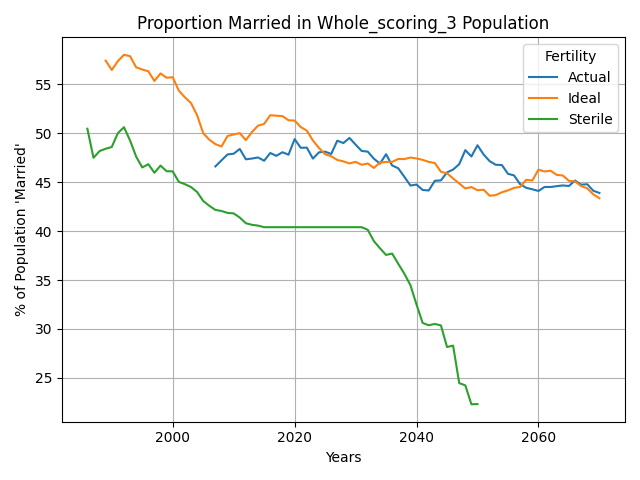 Proportion Married in Whole_scoring_3 Population
Fertility
Actual
Ideal
Sterile
% of Population 'Married'
55
50
45
40
35
30
25
2000
2020
2040
2060
Years